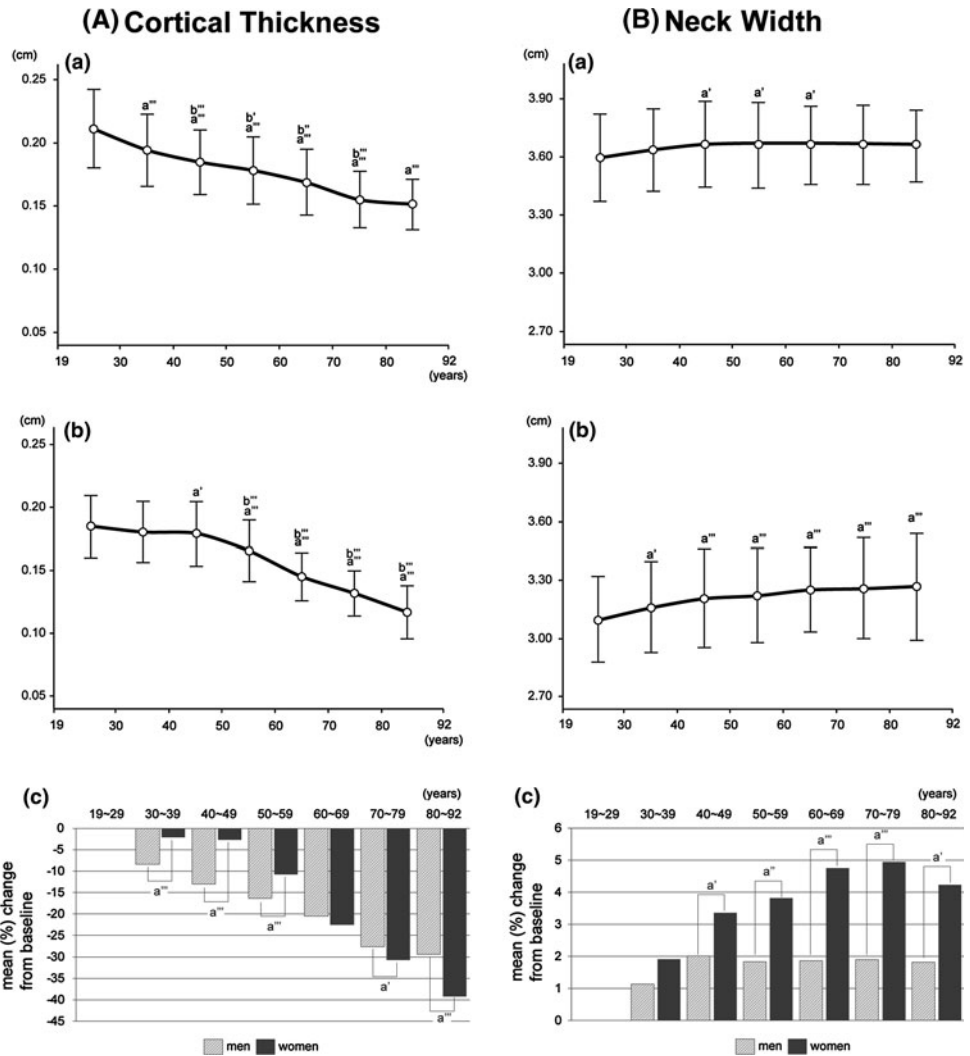 (A) Cortical Thickness
(cm)
(a)
0.25
0.20
0.15
0.10
0.05
a''' b''' b' b'' b''' a'''
a''' a''' a''' a'''
19 30 40 50 60 70 80 92
(years)
(cm)
(b)
0.25
0.20
0.15
0.10
0.05
a' b''' b''' b''' b'''
a''' a''' a''' a'''
19 30 40 50 60 70 80 92
(years)
(c)
(years)
19~29 30~39 40~49 50~59 60~69 70~79 80~92
0
-5
-10
-15
-20
-25
-30
-35
-40
-45
mean (%) change
from baseline
a''' a''' a''' a' a'''
men women
(B) Neck Width
(cm)
(a)
3.90
3.60
3.30
3.00
2.70
a' a' a'
19 30 40 50 60 70 80 92
(years)
(cm)
(b)
3.90
3.60
3.30
3.00
2.70
a' a''' a''' a''' a''' a'''
19 30 40 50 60 70 80 92
(years)
(c)
(years)
19~29 30~39 40~49 50~59 60~69 70~79 80~92
6
5
4
3
2
1
0
mean (%) change
from baseline
a' a'' a''' a''' a'
men women